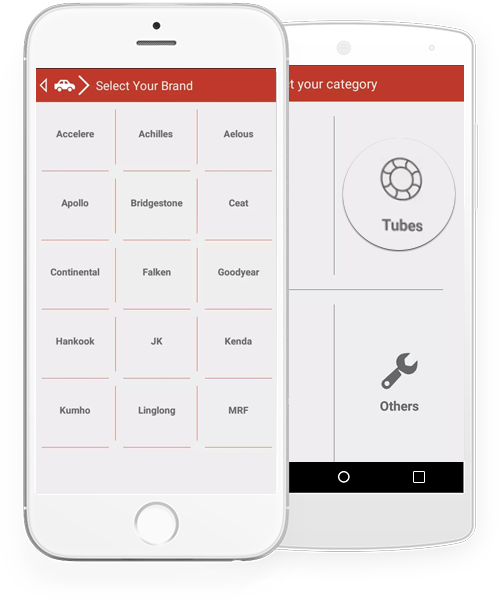 Select Your Brand
Accelere Achilles Aelous
Apollo Bridgestone Ceat
Continental Falken Goodyear
Hankook JK Kenda
Kumho Linglong MRF
t your category
Tubes
Others